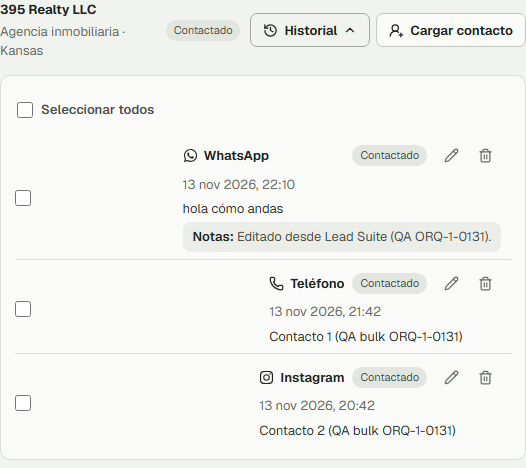 395 Realty LLC
Agencia inmobiliaria ·
Kansas
Contactado
Historial
Cargar contacto
Seleccionar todos
WhatsApp
Contactado
13 nov 2026, 22:10
hola cómo andas
Notas: Editado desde Lead Suite (QA ORQ-1-0131).
Teléfono
Contactado
13 nov 2026, 21:42
Contacto 1 (QA bulk ORQ-1-0131)
Instagram
Contactado
13 nov 2026, 20:42
Contacto 2 (QA bulk ORQ-1-0131)